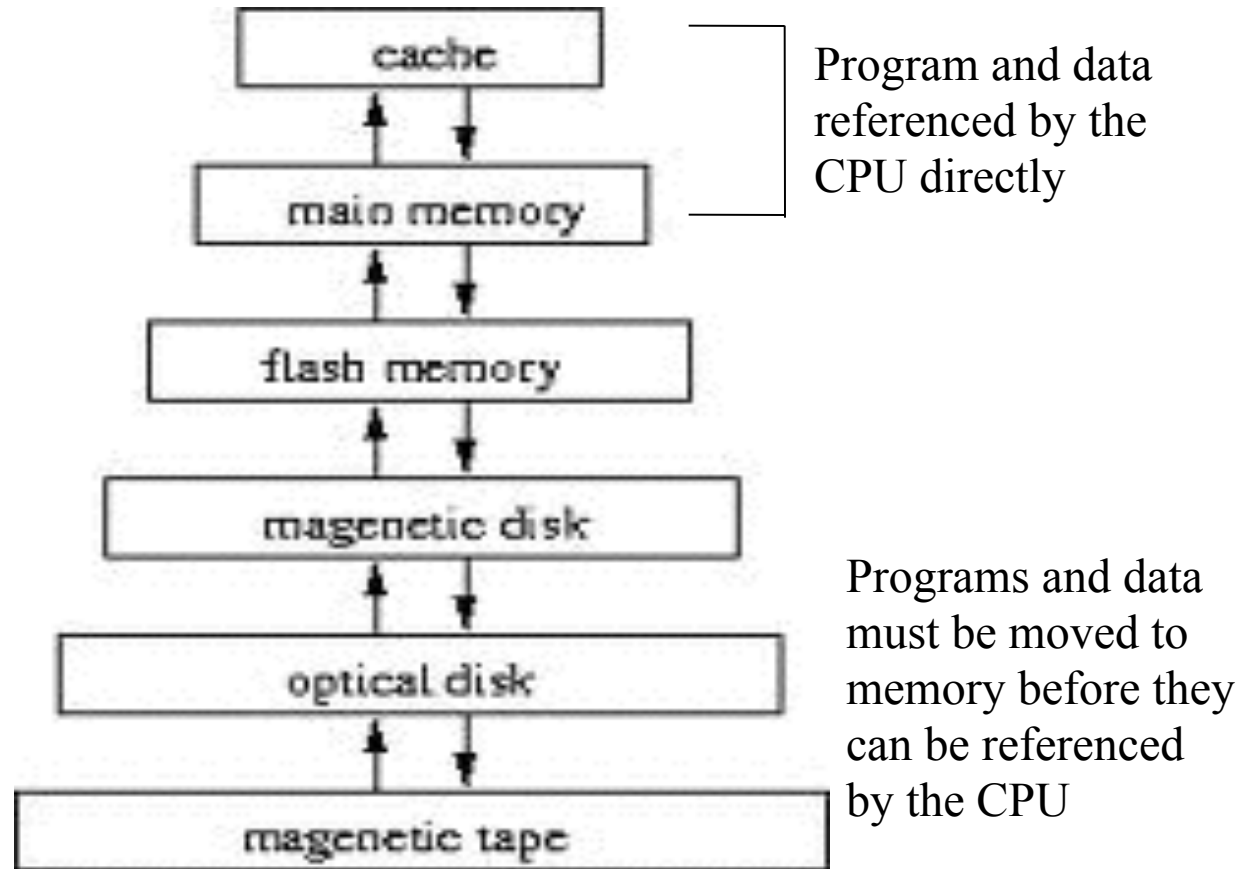 cache
Program and data
referenced by the
CPU directly
main memory
flash memory
magenetic disk
Programs and data
must be moved to
memory before they
can be referenced
by the CPU
optical disk
magenetic tape